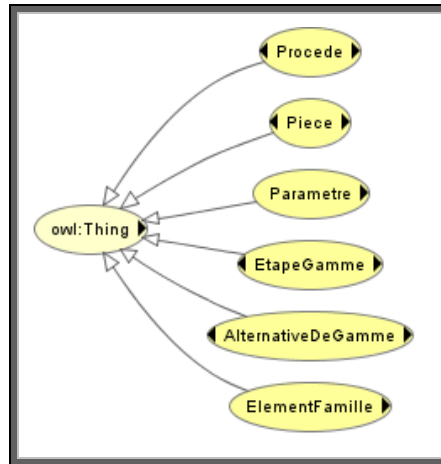 Procede
Piece
Parametre
owl:Thing
EtapeGamme
AlternativeDeGamme
ElementFamille